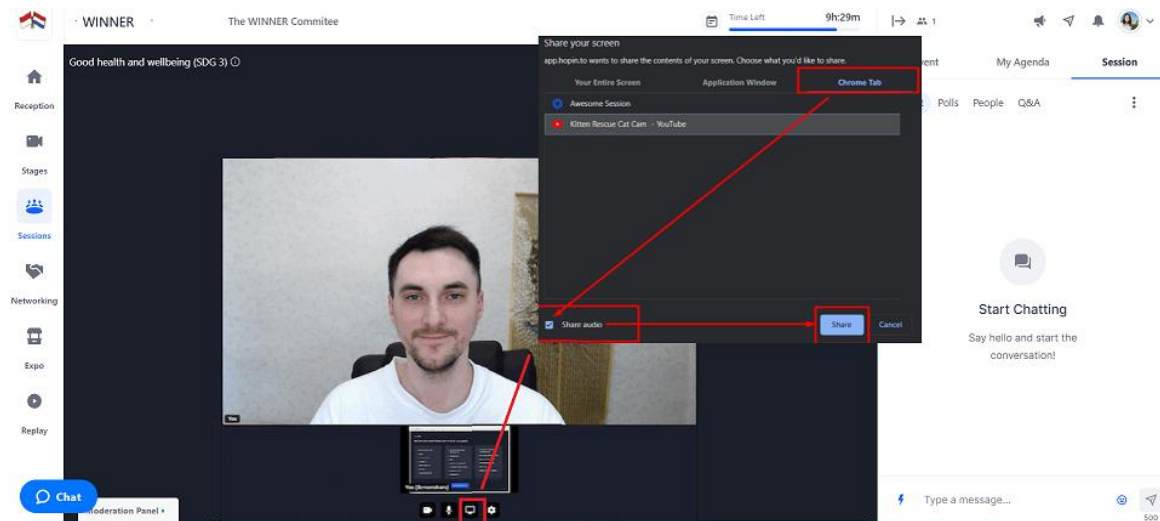 · WINNER ·
The WINNER Commitee
Time Left
9h:29m
1
Good health and wellbeing (SDG 3)
Reception
Stages
Sessions
Networking
Expo
Replay
Chat
Moderation Panel
You
You (Screenshare)
Share your screen
app.hopin.to wants to share the contents of your screen. Choose what you'd like to share.
Your Entire Screen Application Window Chrome Tab
Awesome Session
Kitten Rescue Cat Cam - YouTube
Share audio
Share Cancel
My Agenda Session
Polls People Q&A
Start Chatting
Say hello and start the
conversation!
Type a message...
500